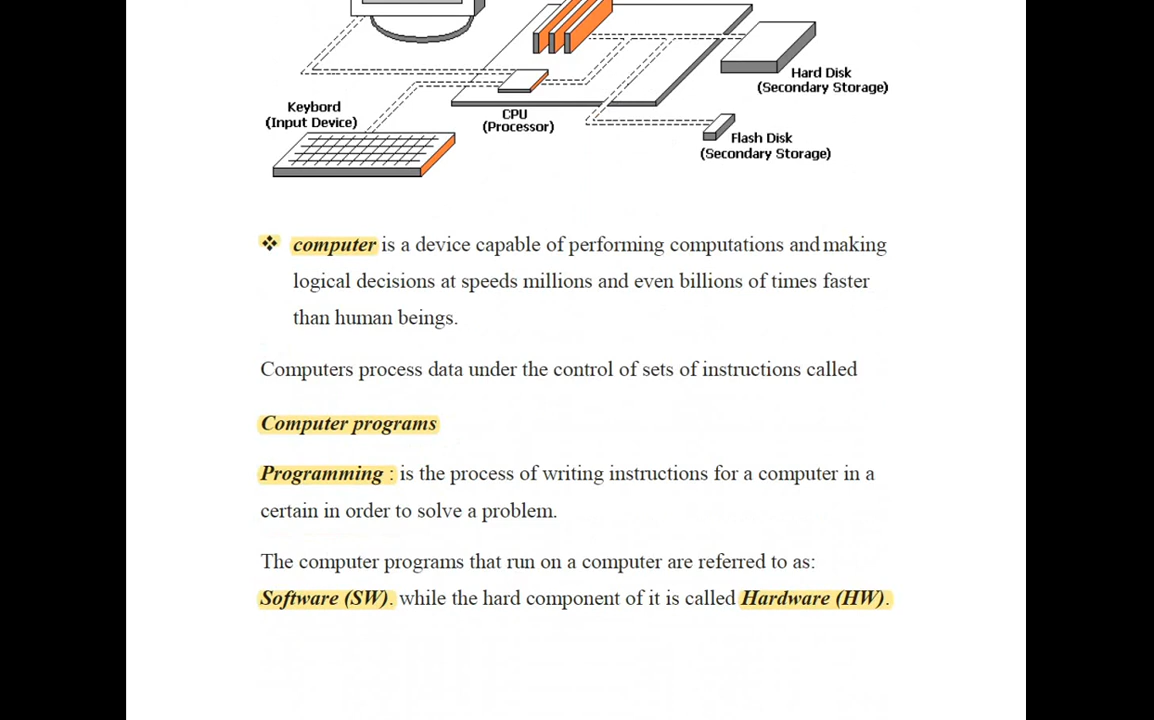 Hard Disk
(Secondary Storage)
Keybord
(Input Device)
CPU
(Processor)
Flash Disk
(Secondary Storage)
❖ computer is a device capable of performing computations and making
logical decisions at speeds millions and even billions of times faster
than human beings.
Computers process data under the control of sets of instructions called
Computer programs
Programming : is the process of writing instructions for a computer in a
certain in order to solve a problem.
The computer programs that run on a computer are referred to as:
Software (SW). while the hard component of it is called Hardware (HW).